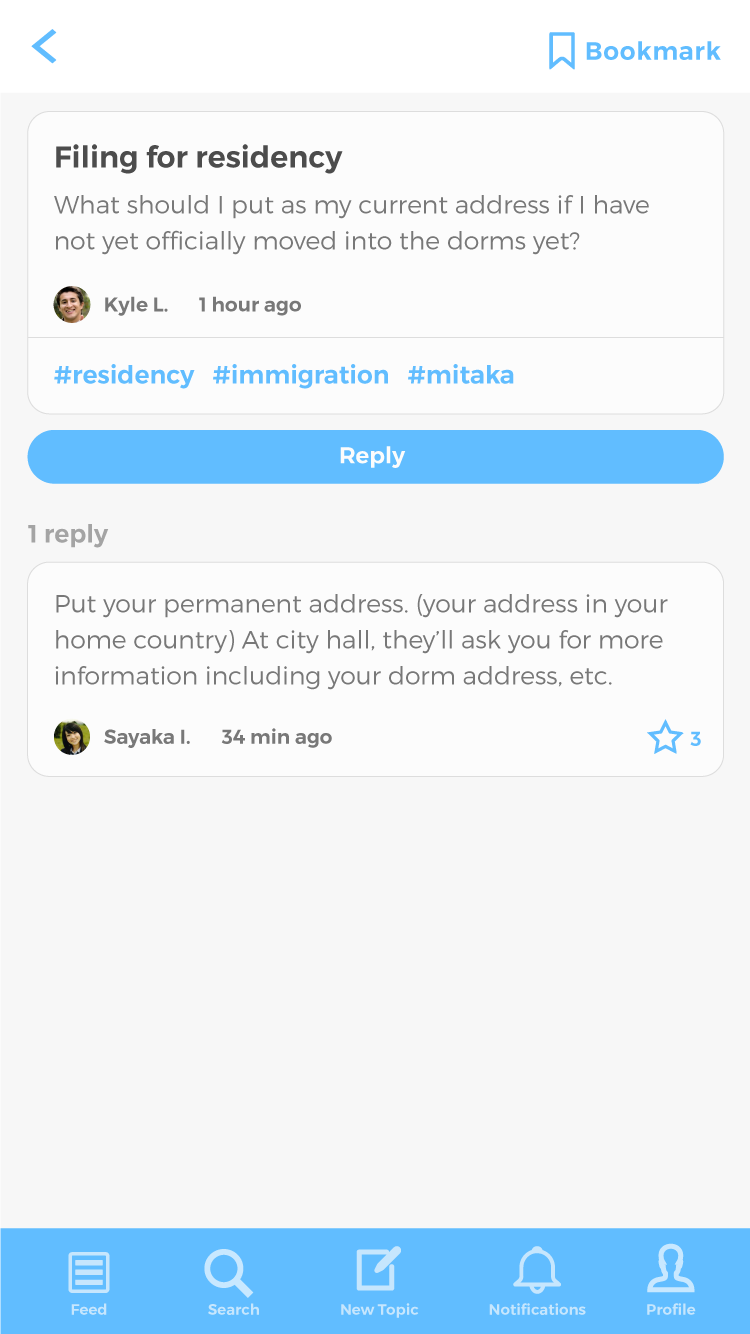 Bookmark
Filing for residency
What should I put as my current address if I have
not yet officially moved into the dorms yet?
Kyle L. 1 hour ago
#residency #immigration #mitaka
Reply
1 reply
Put your permanent address. (your address in your
home country) At city hall, they’ll ask you for more
information including your dorm address, etc.
Sayaka I. 34 min ago 3
Feed Search New Topic Notifications Profile